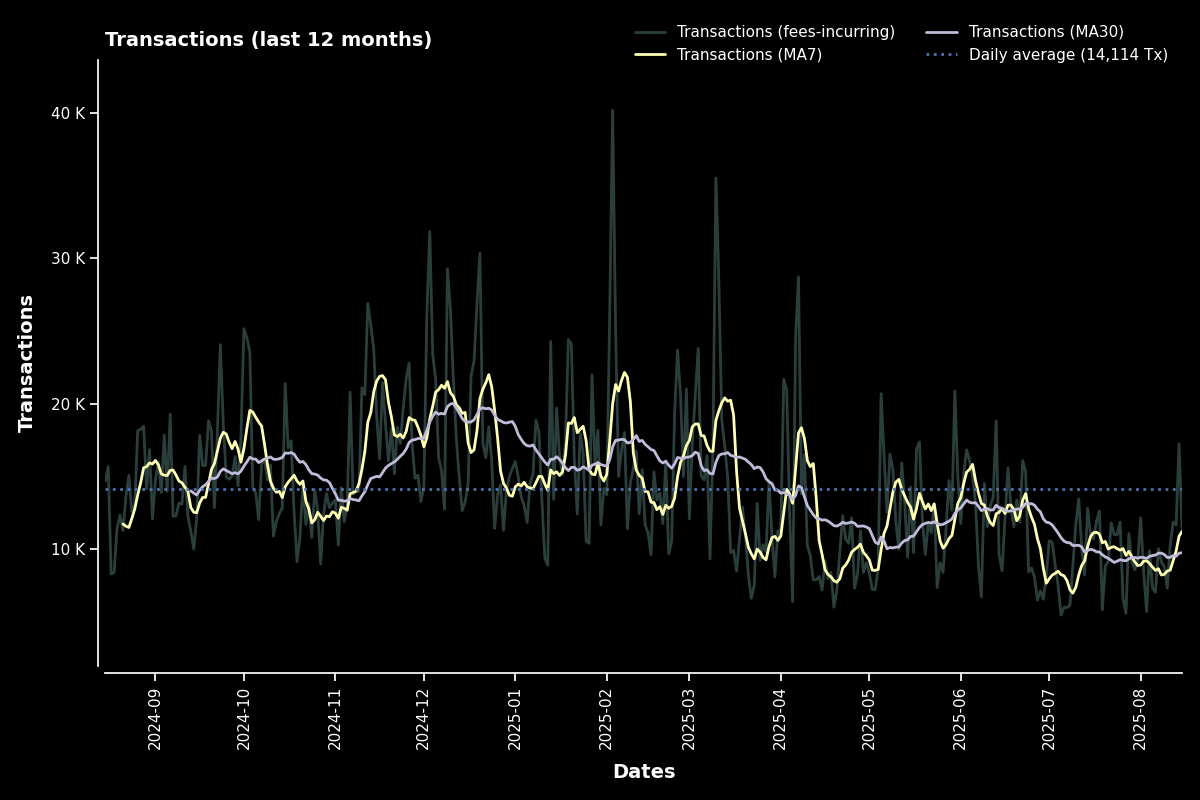 Transactions (last 12 months)
Transactions (fees-incurring)
Transactions (MA7)
Transactions (MA30)
Daily average (14,114 Tx)
Transactions
40 K
30 K
20 K
10 K
2024-09
2024-10
2024-11
2024-12
2025-01
2025-02
2025-03
2025-04
2025-05
2025-06
2025-07
2025-08
Dates